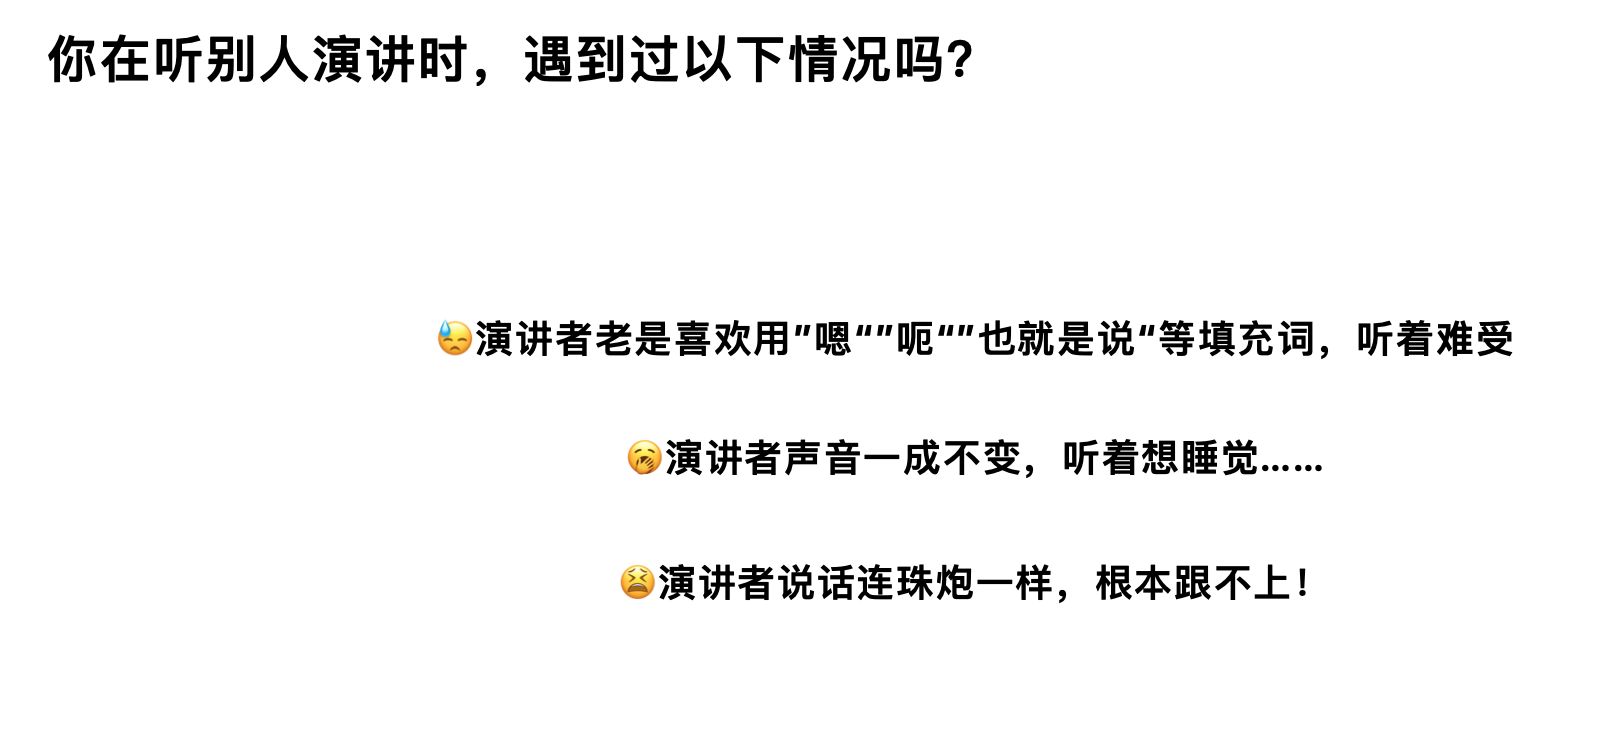 你在听别人演讲时，遇到过以下情况吗？
😓演讲者老是喜欢用”嗯“”呃“”也就是说“等填充词，听着难受
🥱演讲者声音一成不变，听着想睡觉……
😫演讲者说话连珠炮一样，根本跟不上！